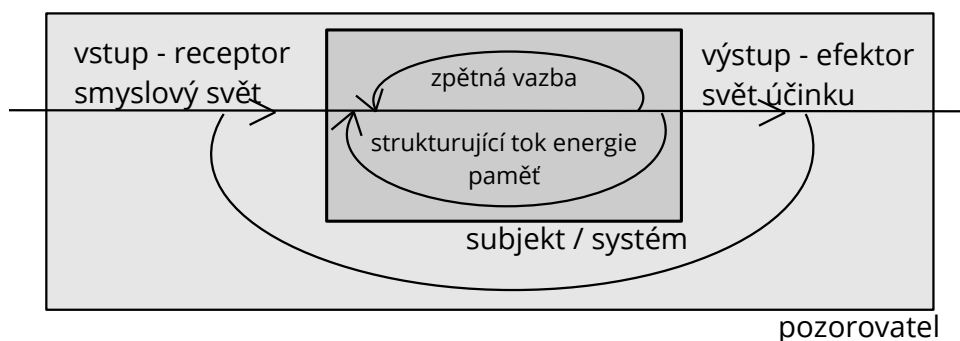 vstup - receptor
smyslový svět
zpětná vazba
výstup - efektor
svět účinku
strukturující tok energie
paměť
subjekt / systém
pozorovatel